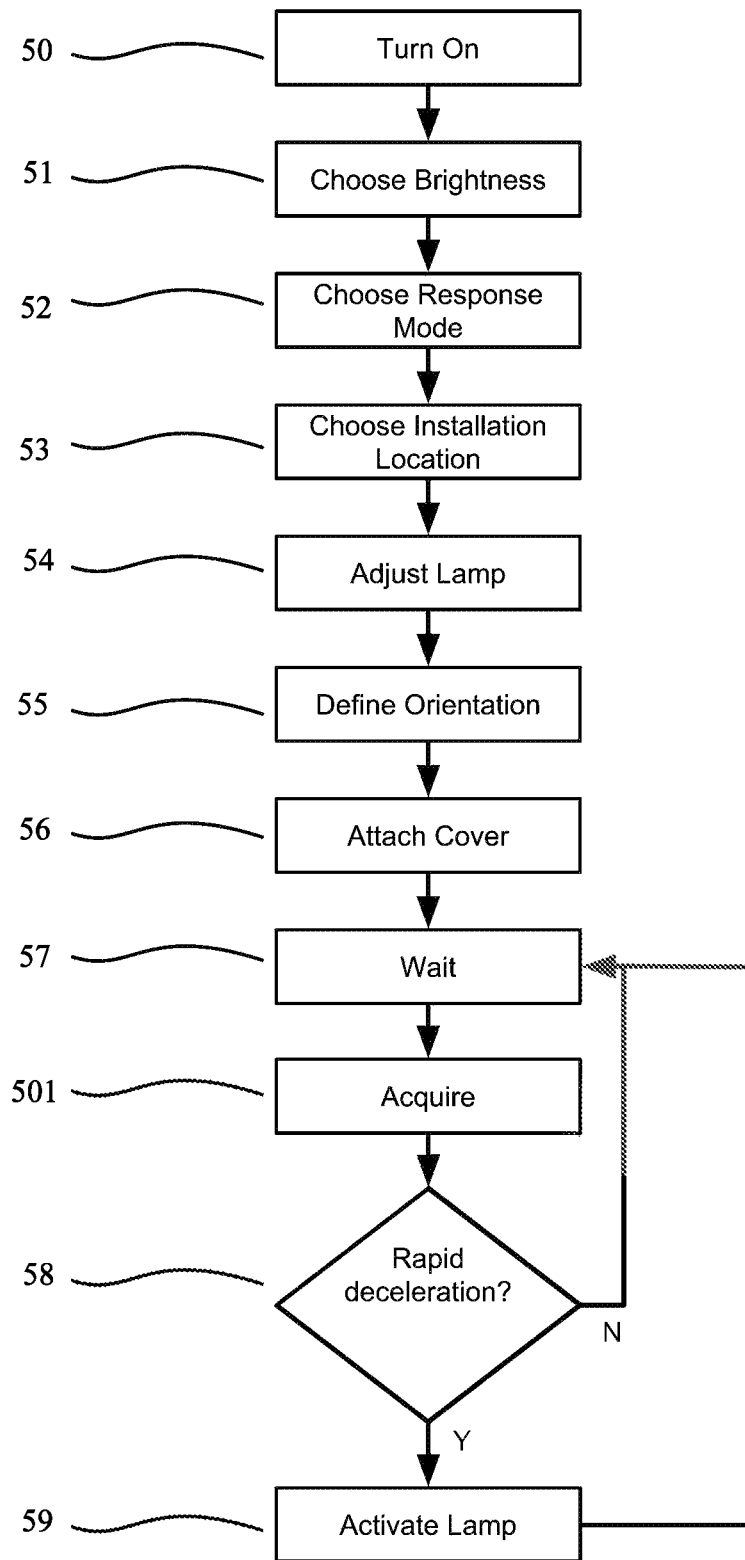 50
Turn On
51
Choose Brightness
52
Choose Response
Mode
53
Choose Installation
Location
54
Adjust Lamp
55
Define Orientation
56
Attach Cover
57
Wait
501
Acquire
58
Rapid
deceleration?
N
Y
59
Activate Lamp